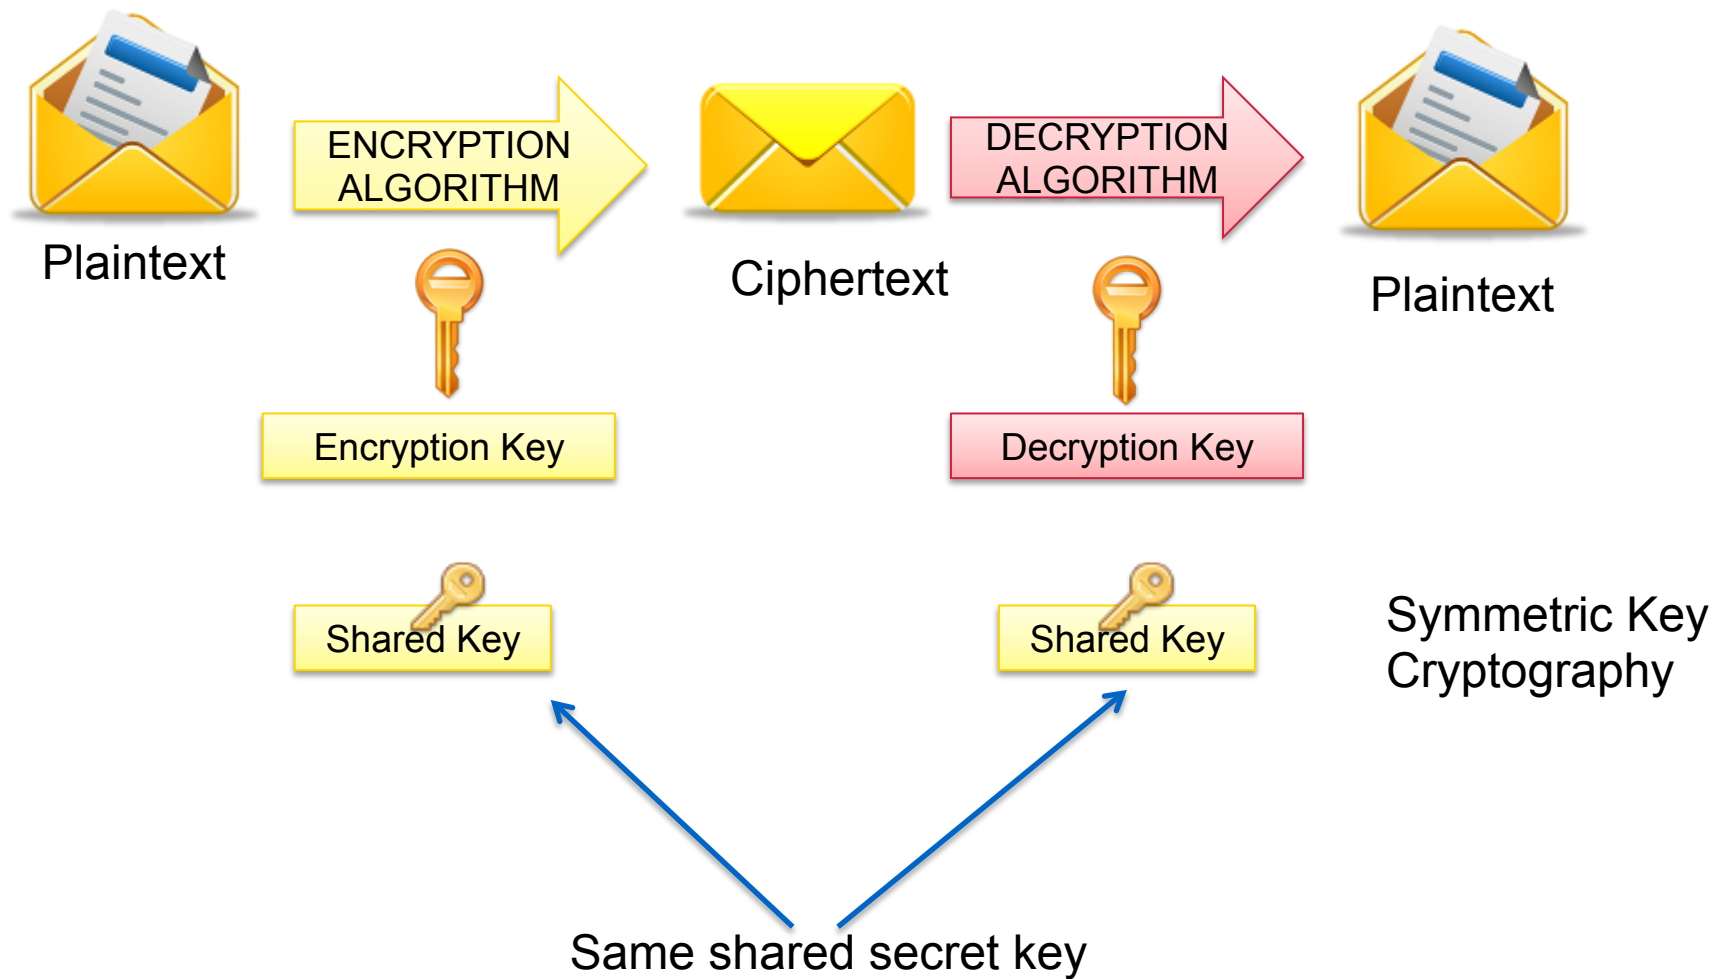 ENCRYPTION
ALGORITHM
DECRYPTION
ALGORITHM
Plaintext
Ciphertext
Plaintext
Encryption Key
Decryption Key
Shared Key
Shared Key
Symmetric Key
Cryptography
Same shared secret key